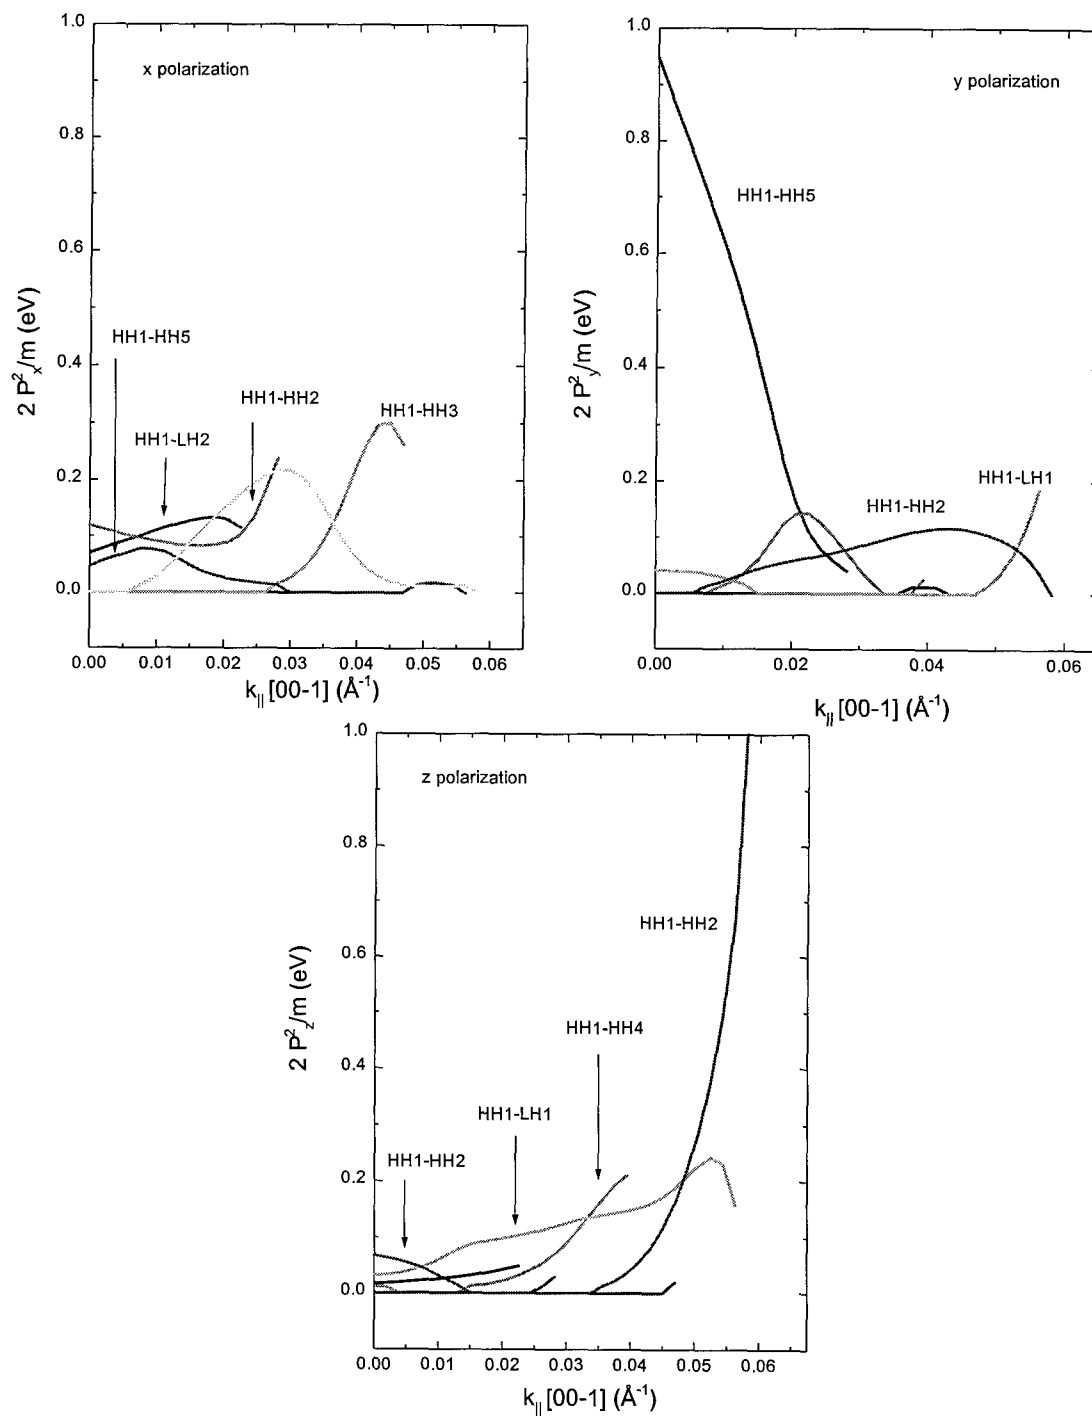 1.0
x polarization
0.8
0.6
2 P²ₓ/m (eV)
HH1-HH5
0.4
HH1-HH2
HH1-HH3
HH1-LH2
0.2
0.0
0.00 0.01 0.02 0.03 0.04 0.05 0.06
k|| [00-1] (Å⁻¹)
1.0
y polarization
0.8
HH1-HH5
0.6
2 P²y/m (eV)
0.4
HH1-LH1
0.2
HH1-HH2
0.0
0.00 0.02 0.04 0.06
k|| [00-1] (Å⁻¹)
1.0
z polarization
0.8
HH1-HH2
0.6
2 P²z/m (eV)
HH1-HH4
0.4
HH1-LH1
HH1-HH2
0.2
0.0
0.00 0.01 0.02 0.03 0.04 0.05 0.06
k|| [00-1] (Å⁻¹)